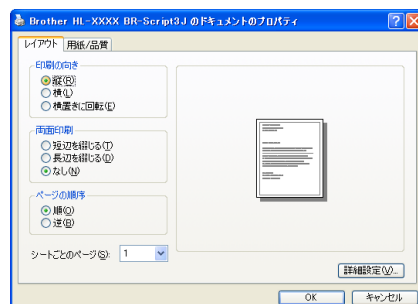 Brother HL-XXXX BR-Script3J のドキュメントのプロパティ
レイアウト 用紙/品質
印刷の向き
縦(R)
横(L)
横置きに回転(E)
両面印刷
短辺を綴じる(T)
長辺を綴じる(D)
なし(N)
ページの順序
順(O)
逆(B)
シートごとのページ(S): 1
詳細設定(V)...
OK キャンセル